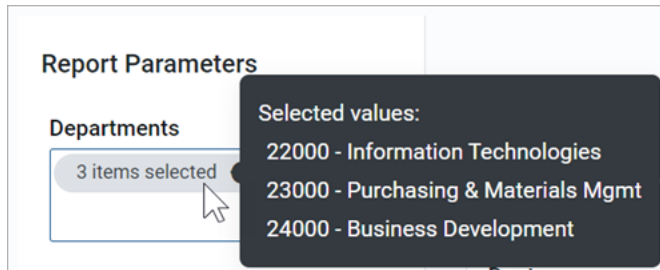 Report Parameters
Departments
3 items selected
Selected values:
22000 - Information Technologies
23000 - Purchasing & Materials Mgmt
24000 - Business Development